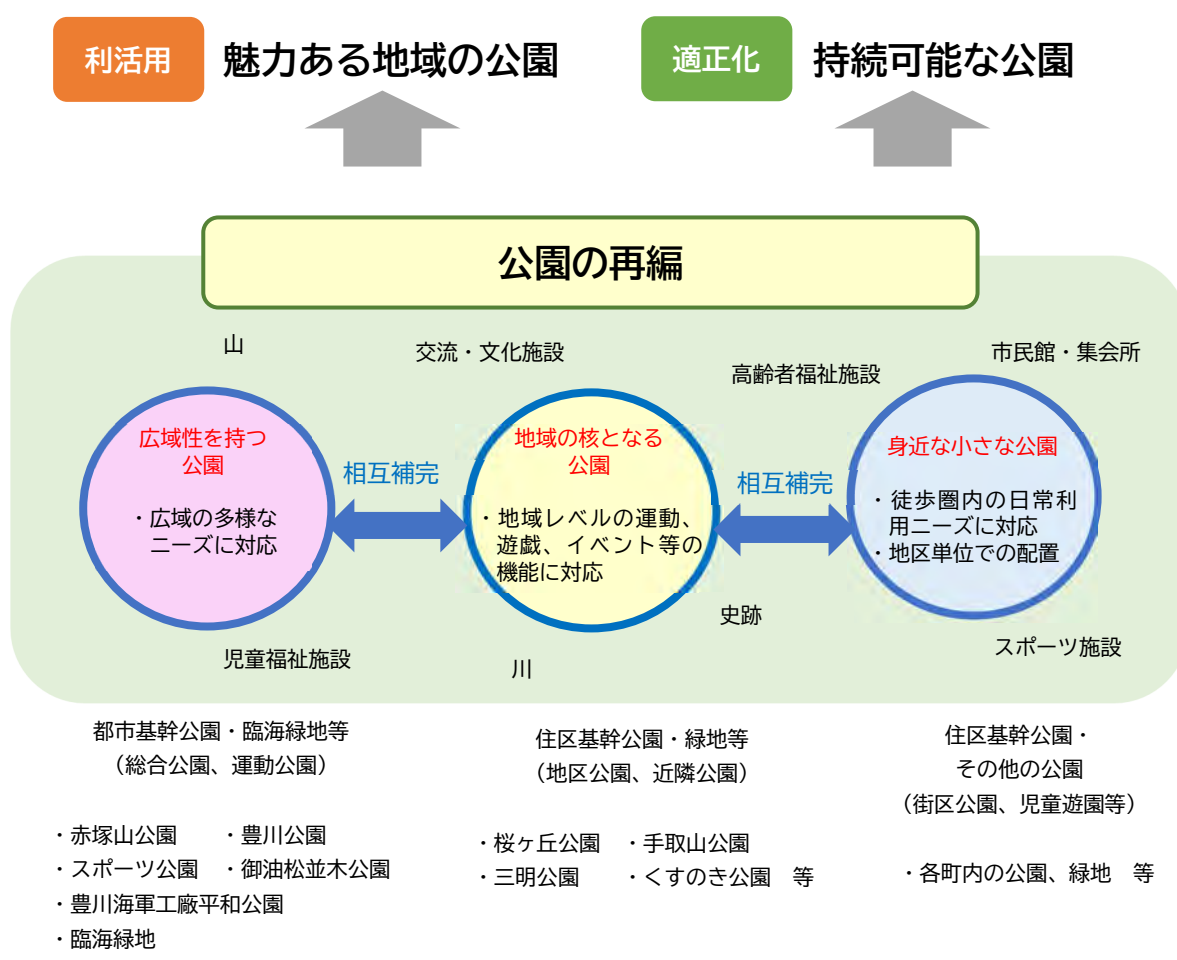 利活用 魅力ある地域の公園
適正化 持続可能な公園
公園の再編
山
交流・文化施設
高齢者福祉施設
市民館・集会所
広域性を持つ
公園
・広域の多様な
ニーズに対応
相互補完
地域の核となる
公園
・地域レベルの運動、
遊戯、イベント等の
機能に対応
相互補完
身近な小さな公園
・徒歩圏内の日常利
用ニーズに対応
・地区単位での配置
児童福祉施設
川
史跡
スポーツ施設
都市基幹公園・臨海緑地等
（総合公園、運動公園）
・赤塚山公園 ・豊川公園
・スポーツ公園 ・御油松並木公園
・豊川海軍工廠平和公園
・臨海緑地
住区基幹公園・緑地等
（地区公園、近隣公園）
・桜ヶ丘公園 ・手取山公園
・三明公園 ・くすのき公園 等
住区基幹公園・
その他の公園
（街区公園、児童遊園等）
・各町内の公園、緑地 等